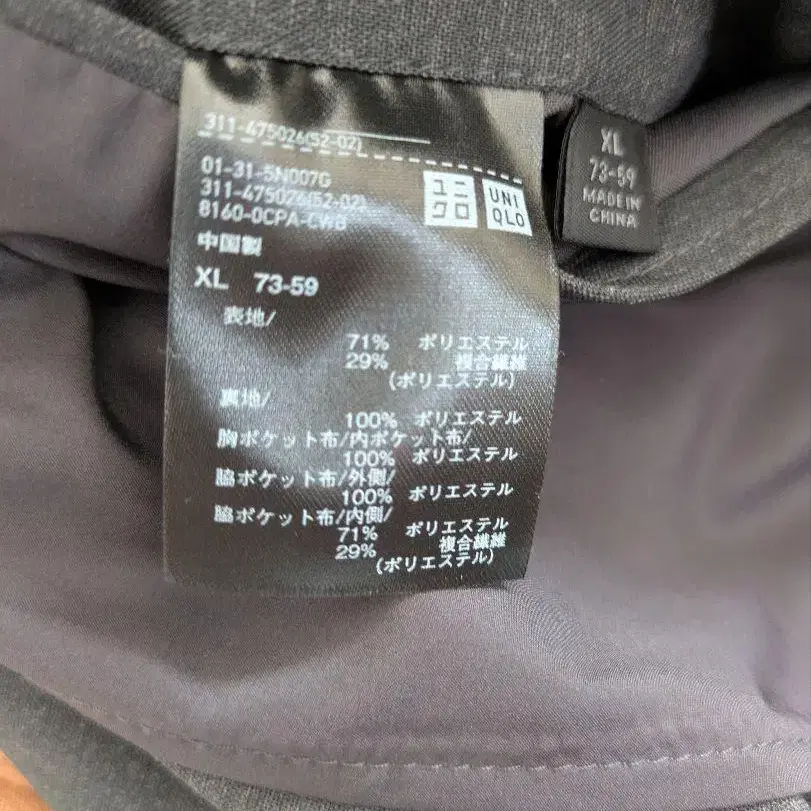 311-475026(52-02)
01-31-5N007G
311-475026(52-02)
8160-0CPA-CWB
中国製
XL 73-59
ユニ
クロ
UNI
QLO
表地/
71% ポリエステル
29% 複合繊維
(ポリエステル)
裏地/
100% ポリエステル
胸ポケット布/内ポケット布/
100% ポリエステル
脇ポケット布/外側/
100% ポリエステル
脇ポケット布/内側/
71% ポリエステル
29% 複合繊維
(ポリエステル)
XL
73-59
MADE IN
CHINA